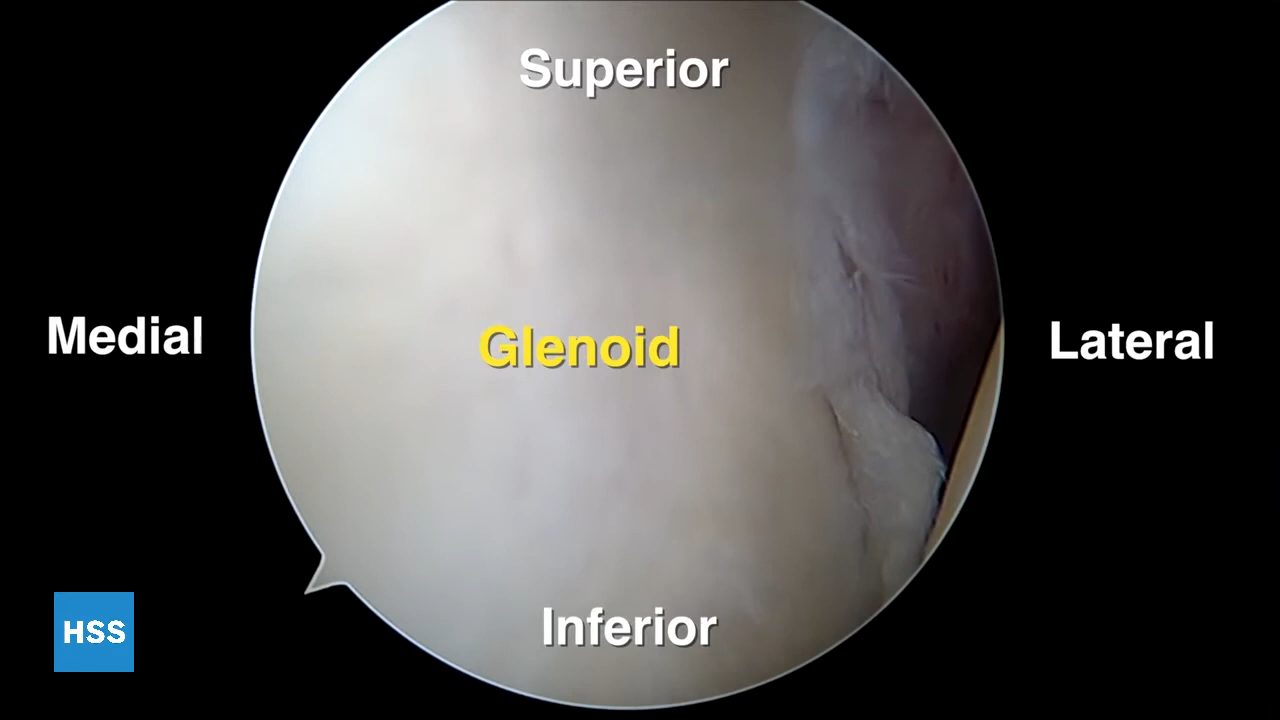 Superior
Medial
Glenoid
Lateral
Inferior
HSS